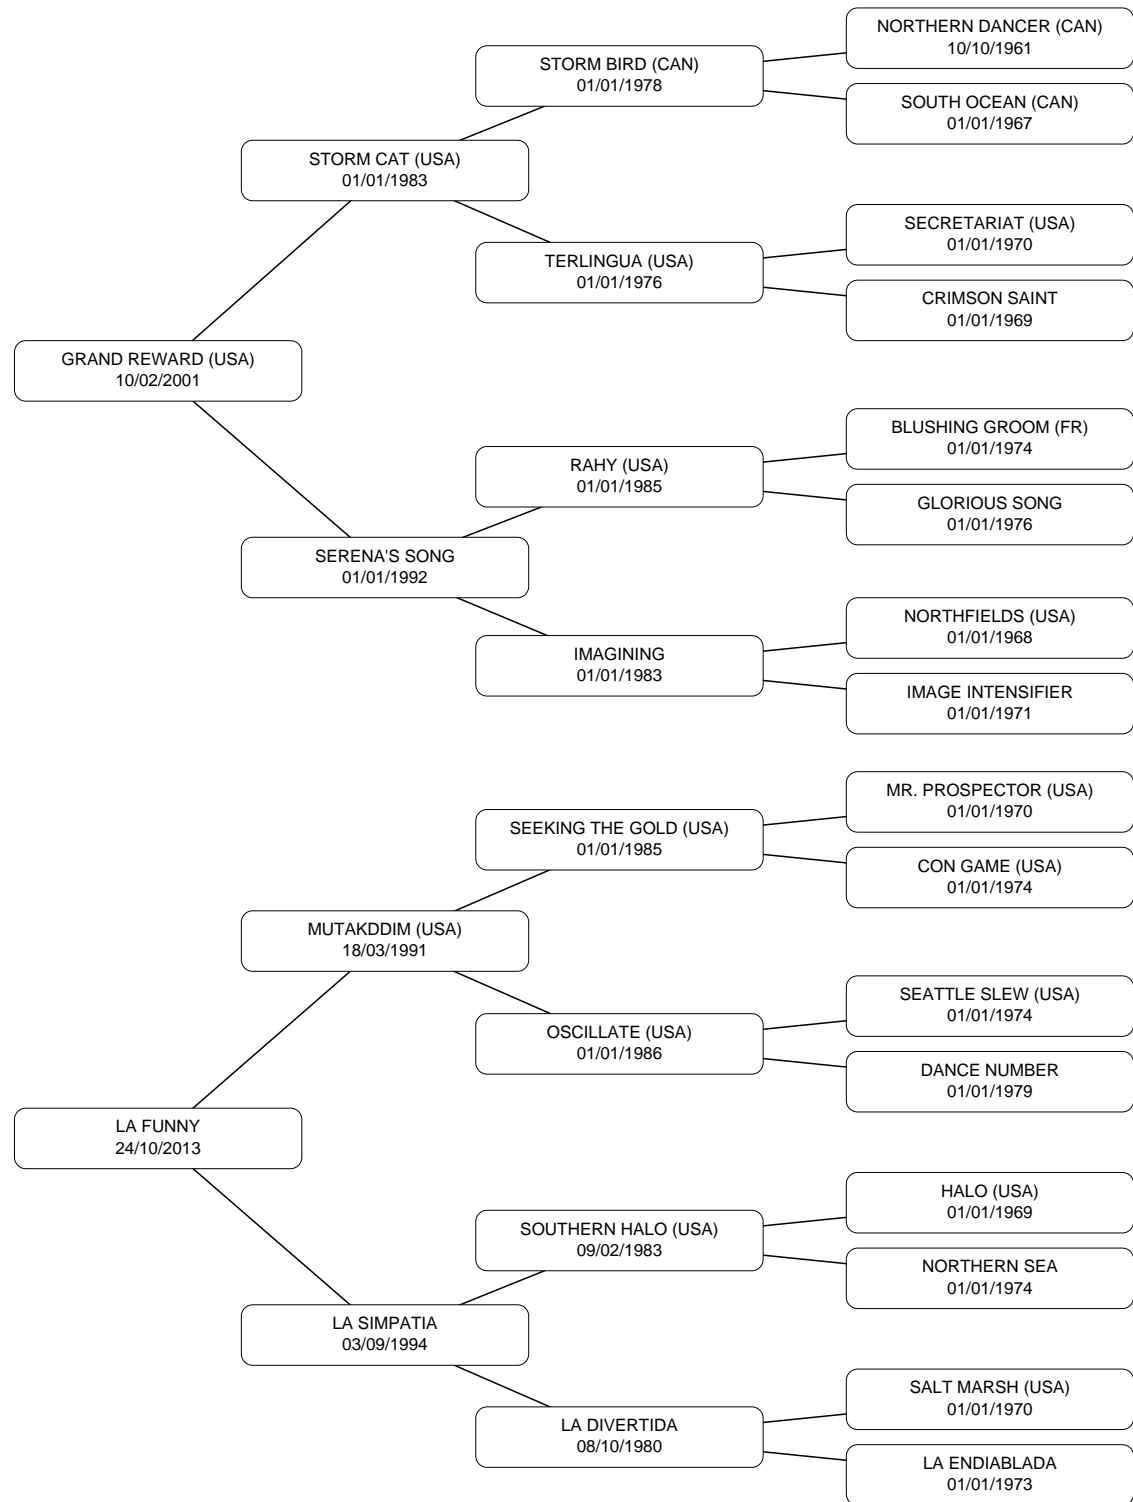 NORTHERN DANCER (CAN)
10/10/1961
STORM BIRD (CAN)
01/01/1978
SOUTH OCEAN (CAN)
01/01/1967
STORM CAT (USA)
01/01/1983
SECRETARIAT (USA)
01/01/1970
TERLINGUA (USA)
01/01/1976
CRIMSON SAINT
01/01/1969
GRAND REWARD (USA)
10/02/2001
BLUSHING GROOM (FR)
01/01/1974
RAHY (USA)
01/01/1985
GLORIOUS SONG
01/01/1976
SERENA'S SONG
01/01/1992
NORTHFIELDS (USA)
01/01/1968
IMAGINING
01/01/1983
IMAGE INTENSIFIER
01/01/1971
MR. PROSPECTOR (USA)
01/01/1970
SEEKING THE GOLD (USA)
01/01/1985
CON GAME (USA)
01/01/1974
MUTAKDDIM (USA)
18/03/1991
SEATTLE SLEW (USA)
01/01/1974
OSCILLATE (USA)
01/01/1986
DANCE NUMBER
01/01/1979
LA FUNNY
24/10/2013
HALO (USA)
01/01/1969
SOUTHERN HALO (USA)
09/02/1983
NORTHERN SEA
01/01/1974
LA SIMPATIA
03/09/1994
SALT MARSH (USA)
01/01/1970
LA DIVERTIDA
08/10/1980
LA ENDIABLADA
01/01/1973